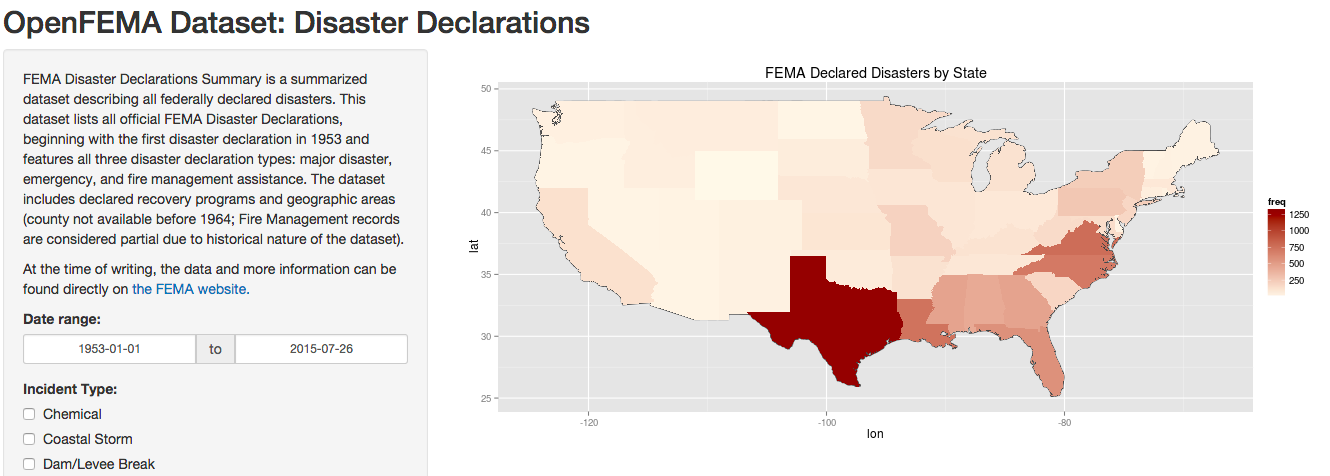 OpenFEMA Dataset: Disaster Declarations
FEMA Disaster Declarations Summary is a summarized
dataset describing all federally declared disasters. This
dataset lists all official FEMA Disaster Declarations,
beginning with the first disaster declaration in 1953 and
features all three disaster declaration types: major disaster,
emergency, and fire management assistance. The dataset
includes declared recovery programs and geographic areas
(county not available before 1964; Fire Management records
are considered partial due to historical nature of the dataset).
At the time of writing, the data and more information can be
found directly on the FEMA website.
Date range:
1953-01-01 to 2015-07-26
Incident Type:
Chemical
Coastal Storm
Dam/Levee Break
FEMA Declared Disasters by State
50
45
40
35
30
25
lat
-120 -100 -80
lon
freq
1250
1000
750
500
250